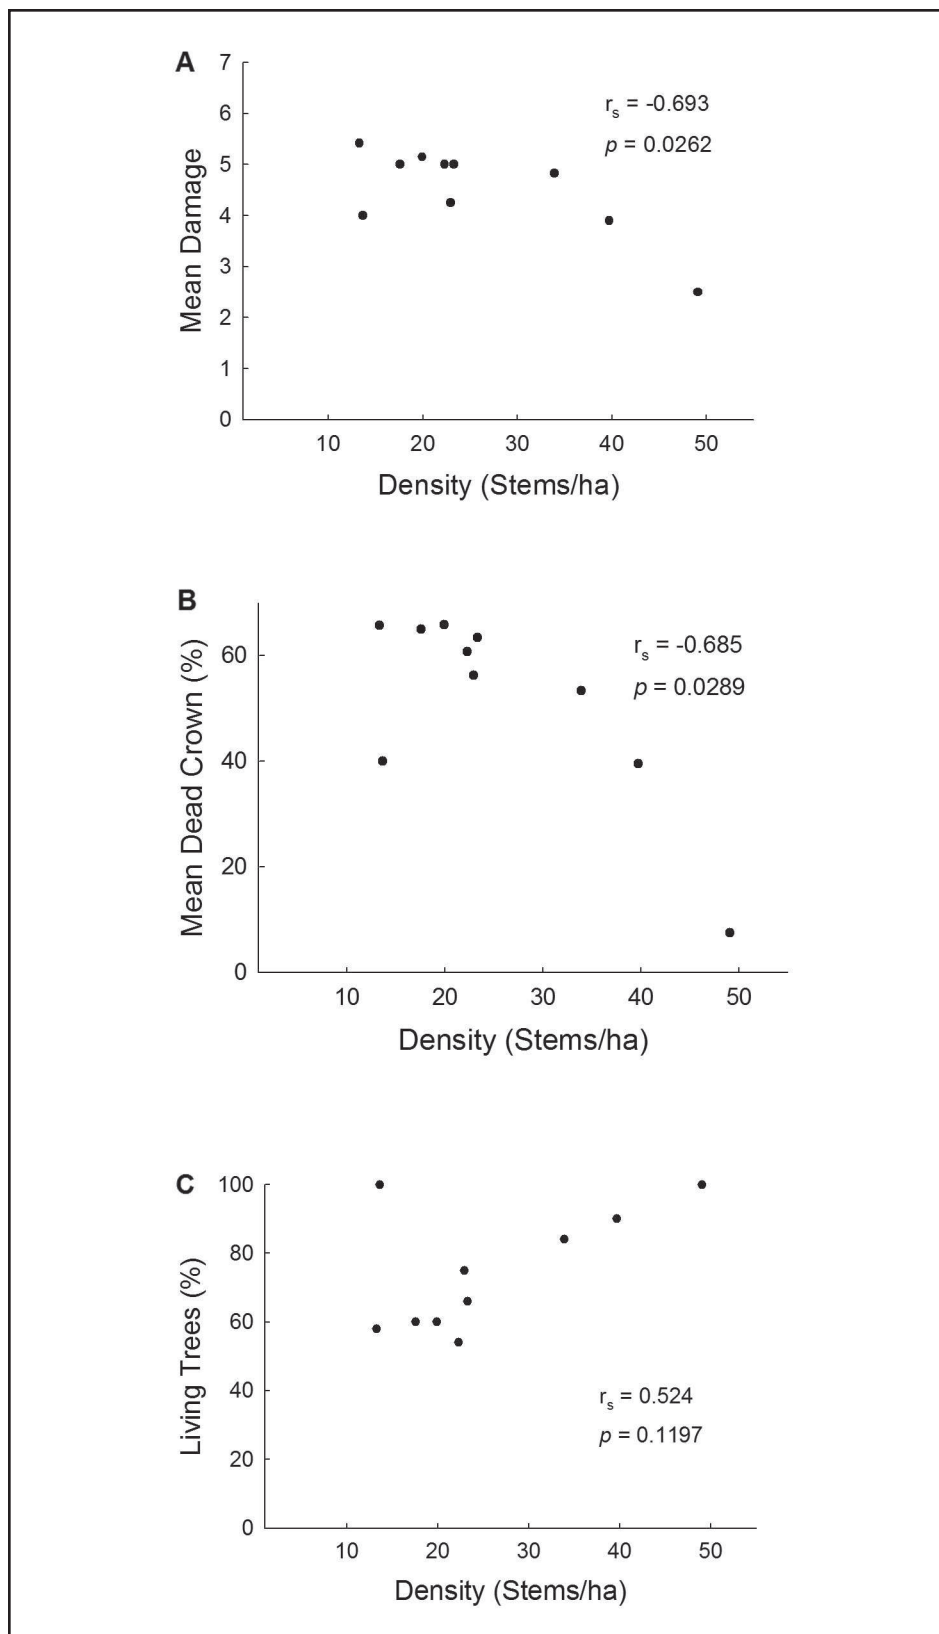 A
7
6
5
4
3
2
1
0
Mean Damage
rs = -0.693
p = 0.0262
10 20 30 40 50
Density (Stems/ha)
B
60
40
20
0
Mean Dead Crown (%)
rs = -0.685
p = 0.0289
10 20 30 40 50
Density (Stems/ha)
C
100
80
60
40
20
0
Living Trees (%)
rs = 0.524
p = 0.1197
10 20 30 40 50
Density (Stems/ha)